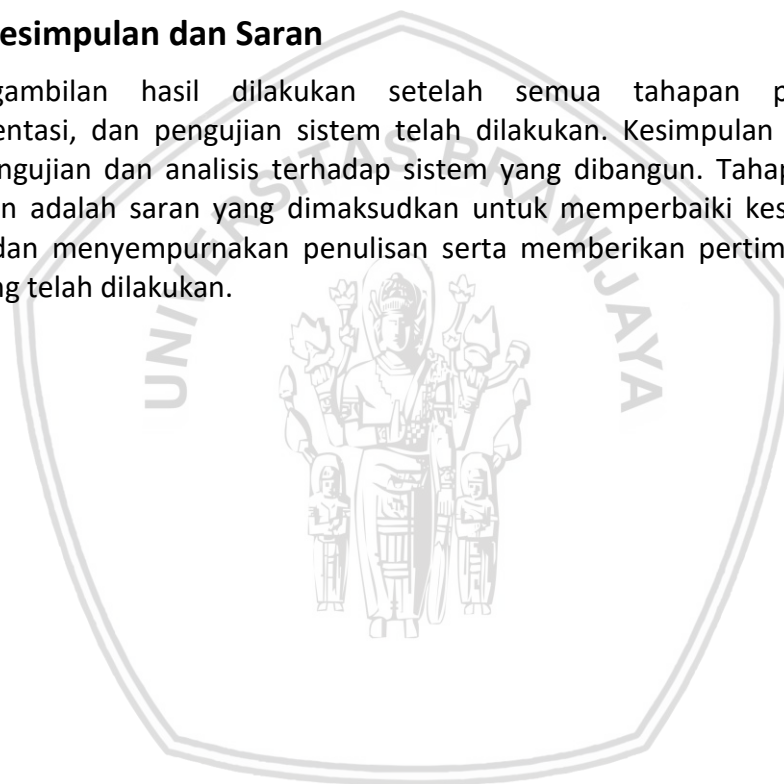 esimpulan dan Saran
gambilan hasil dilakukan setelah semua tahapan p
entasi, dan pengujian sistem telah dilakukan. Kesimpulan
ngujian dan analisis terhadap sistem yang dibangun. Tahap
n adalah saran yang dimaksudkan untuk memperbaiki kes
dan menyempurnakan penulisan serta memberikan pertim
ng telah dilakukan.
UNIVERSITAS BRAWIJAYA